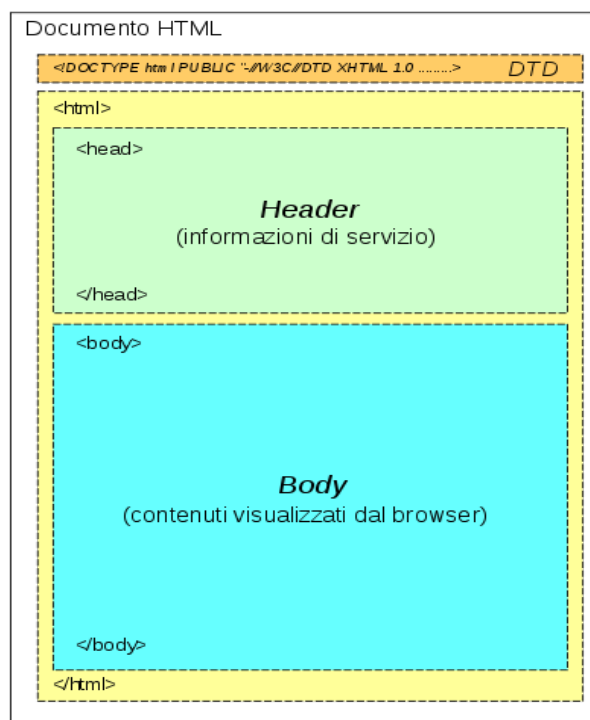 Documento HTML
<!DOCTYPE html PUBLIC "-//W3C//DTD XHTML 1.0 ........> DTD
<html>
<head>
Header
(informazioni di servizio)
</head>
<body>
Body
(contenuti visualizzati dal browser)
</body>
</html>